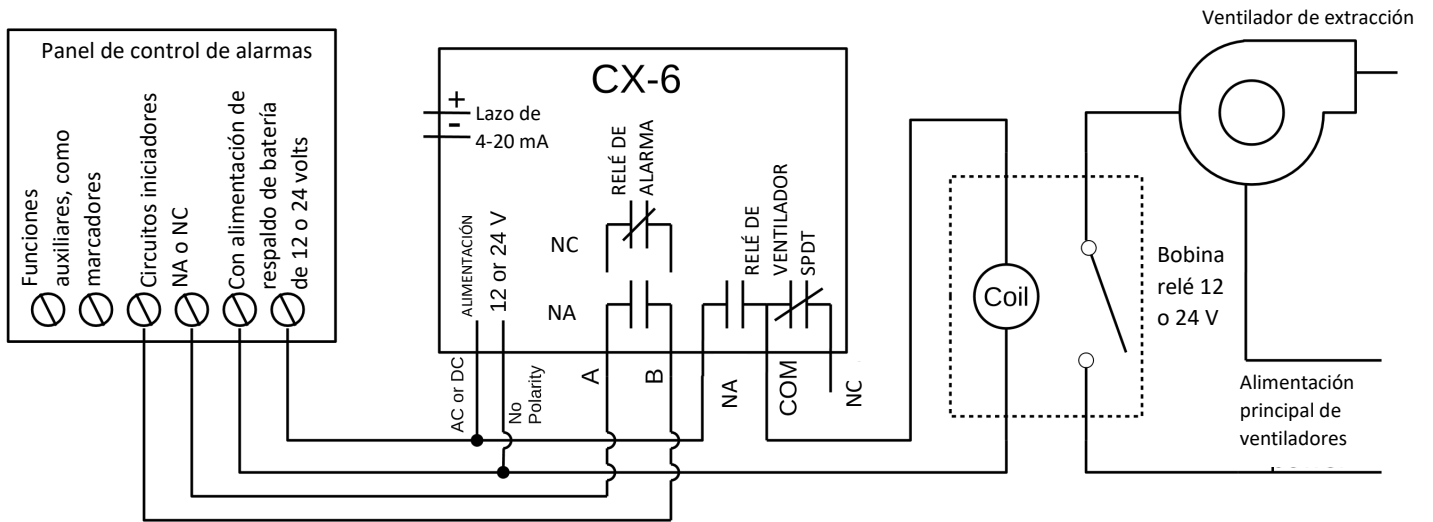 Ventilador de extracción
Panel de control de alarmas
Funciones
auxiliares, como
marcadores
Circuitos iniciadores
NA o NC
Con alimentación de
respaldo de batería
de 12 o 24 volts
CX-6
+
-
Lazo de
4-20 mA
RELÉ DE
ALARMA
NC
NA
ALIMENTACIÓN
12 or 24 V
RELÉ DE
VENTILADOR
SPDT
AC or DC
No
Polarity
A
B
NA
COM
NC
Coil
Bobina
relé 12
o 24 V
Alimentación
principal de
ventiladores